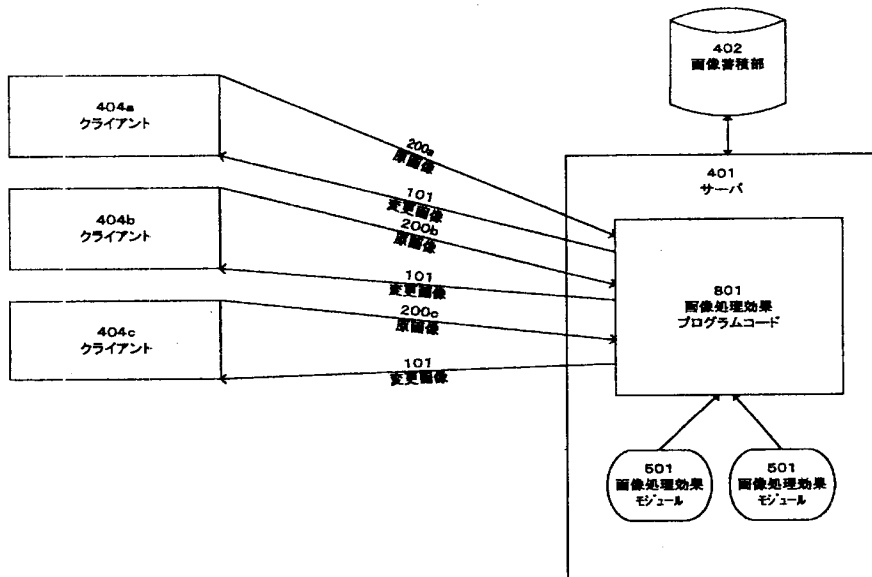 402
画像蓄積部
404a
クライアント
200a
原画像
401
サーバ
101
変更画像
404b
クライアント
200b
原画像
101
変更画像
801
画像処理効果
プログラムコード
404c
クライアント
200c
原画像
101
変更画像
501
画像処理効果
モジュール
501
画像処理効果
モジュール